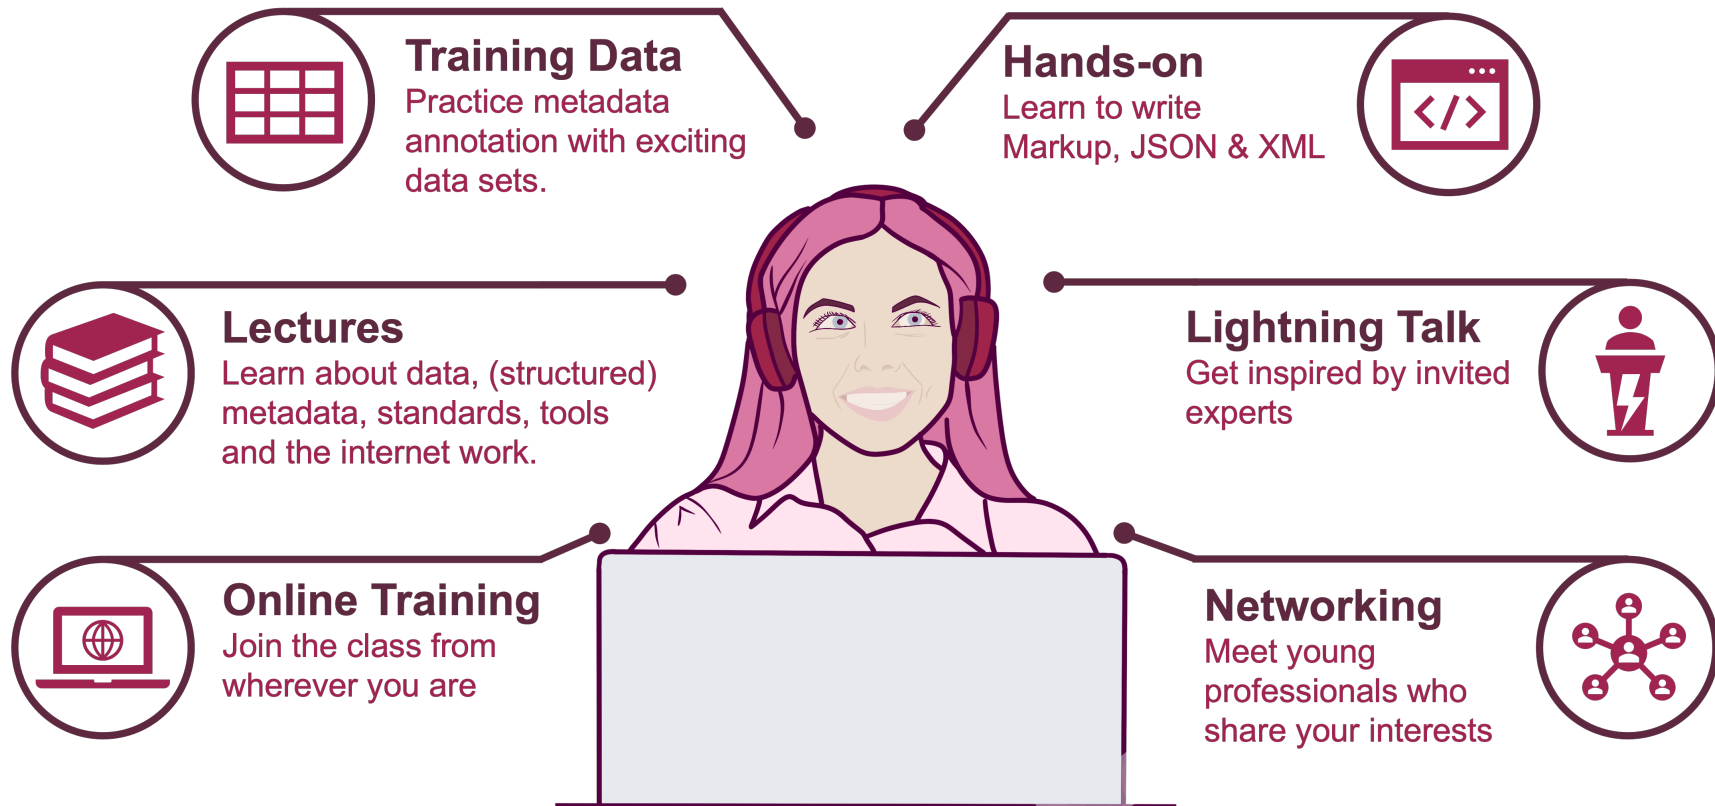 Training Data
Practice metadata
annotation with exciting
data sets.
Hands-on
Learn to write
Markup, JSON & XML
Lectures
Learn about data, (structured)
metadata, standards, tools
and the internet work.
Lightning Talk
Get inspired by invited
experts
Online Training
Join the class from
wherever you are
Networking
Meet young
professionals who
share your interests